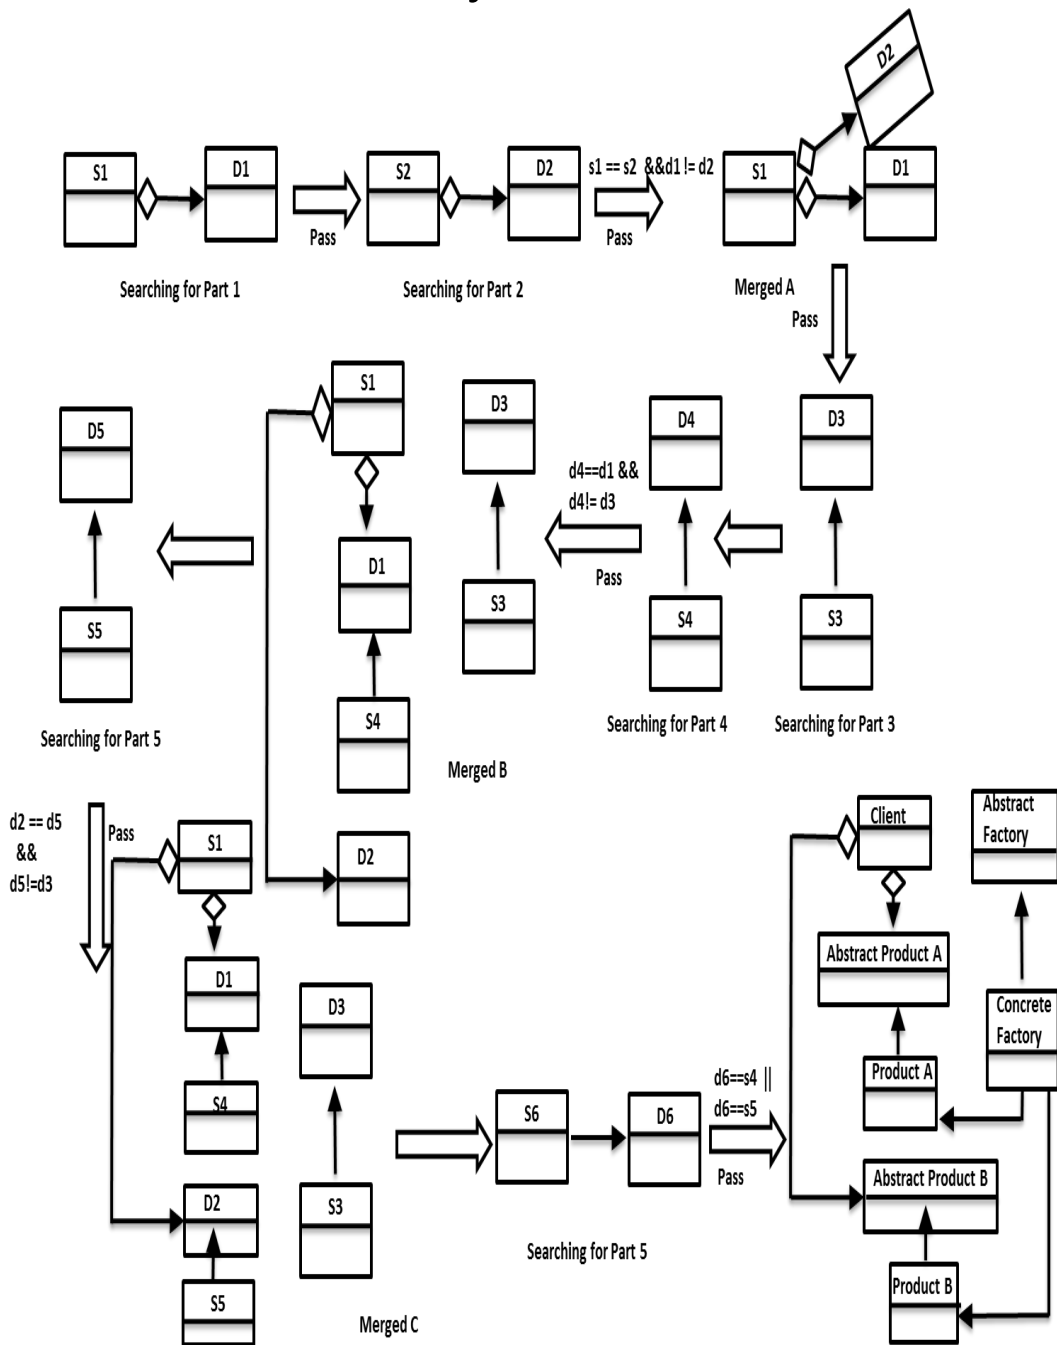 D2
S1
D1
Pass
S2
D2
s1 == s2 &&d1 != d2
Pass
S1
D1
Searching for Part 1
Searching for Part 2
Merged A
Pass
D5
S5
Searching for Part 5
S1
D1
S4
D2
D3
S3
Merged B
d4==d1 &&
d4!= d3
Pass
D4
S4
Searching for Part 4
D3
S3
Searching for Part 3
d2 == d5
&&
d5!=d3
Pass
S1
D1
S4
D2
S5
D3
S3
Merged C
S6
D6
Searching for Part 5
d6==s4 ||
d6==s5
Pass
Client
Abstract
Factory
Abstract Product A
Concrete
Factory
Product A
Abstract Product B
Product B